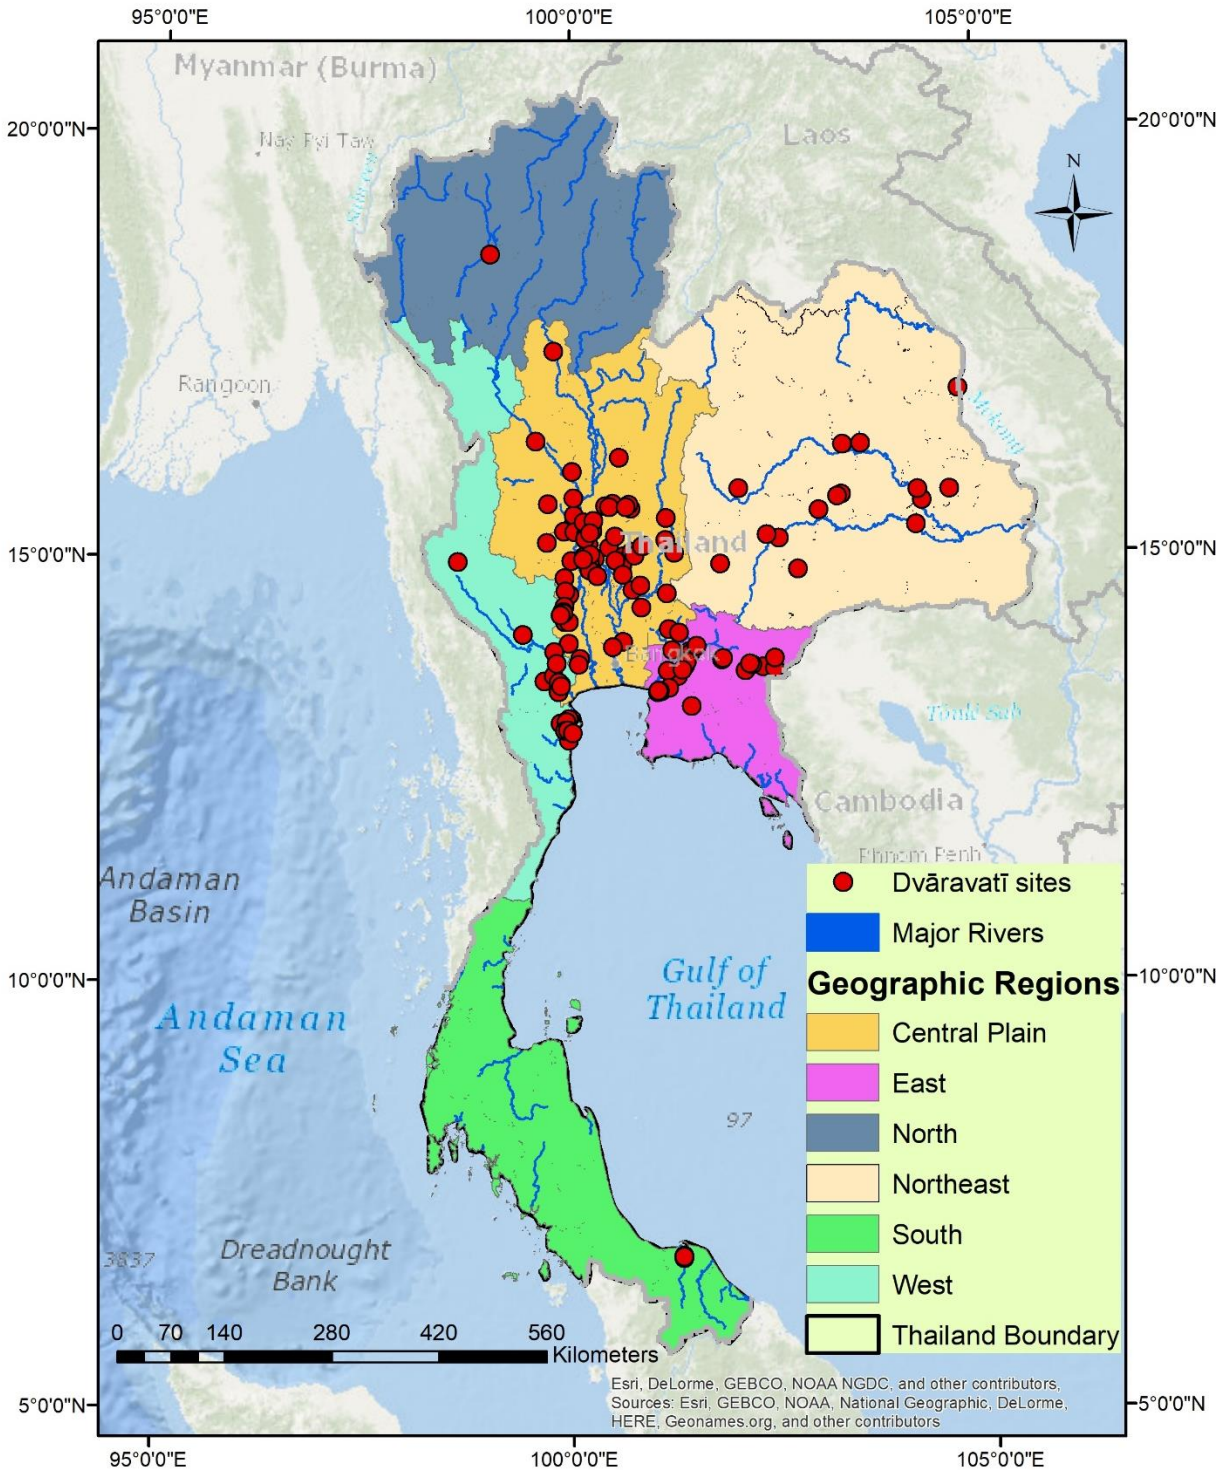 95°0'0"E
100°0'0"E
105°0'0"E
Myanmar (Burma)
20°0'0"N
20°0'0"N
Nay Pyi Taw
Laos
N
Salween
Rangoon
Mekong
15°0'0"N
Thailand
15°0'0"N
Bangkok
Tônlé Sab
Cambodia
Phnom Penh
Andaman
Basin
Dvāravatī sites
Major Rivers
Gulf of
Thailand
10°0'0"N
10°0'0"N
Geographic Regions
Andaman
Sea
Central Plain
East
97
North
Northeast
South
3837
Dreadnought
Bank
West
Thailand Boundary
0 70 140 280 420 560
Kilometers
Esri, DeLorme, GEBCO, NOAA NGDC, and other contributors,
Sources: Esri, GEBCO, NOAA, National Geographic, DeLorme,
HERE, Geonames.org, and other contributors
5°0'0"N
5°0'0"N
95°0'0"E
100°0'0"E
105°0'0"E